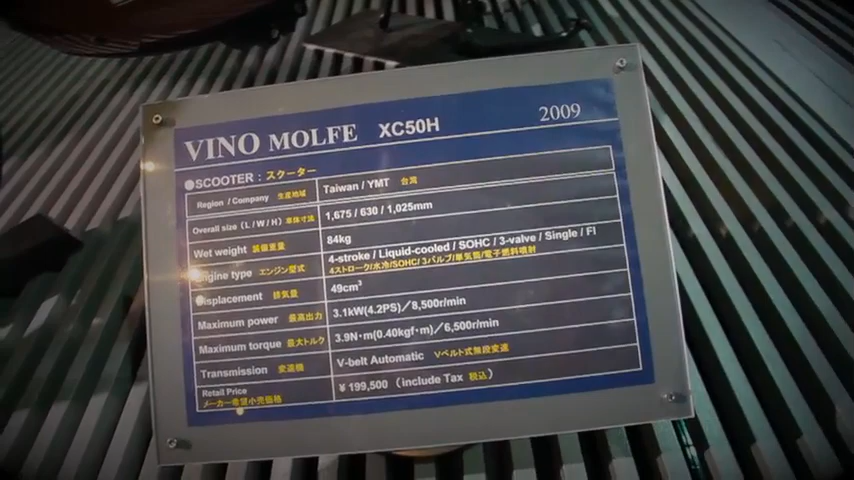 VINO MOLFE XC50H 2009
●SCOOTER : スクーター
Region / Company 生産地域 Taiwan / YMT 台湾
Overall size (L / W / H) 車体寸法 1,675 / 630 / 1,025mm
Wet weight 装備重量 84kg
Engine type エンジン型式 4-stroke / Liquid-cooled / SOHC / 3-valve / Single / FI
4ストローク/水冷/SOHC/3バルブ/単気筒/電子燃料噴射
Displacement 排気量 49cm³
Maximum power 最高出力 3.1kW(4.2PS)／8,500r/min
Maximum torque 最大トルク 3.9N・m(0.40kgf・m)／6,500r/min
Transmission 変速機 V-belt Automatic Vベルト式無段変速
Retail Price
メーカー希望小売価格 ¥ 199,500 （include Tax 税込）